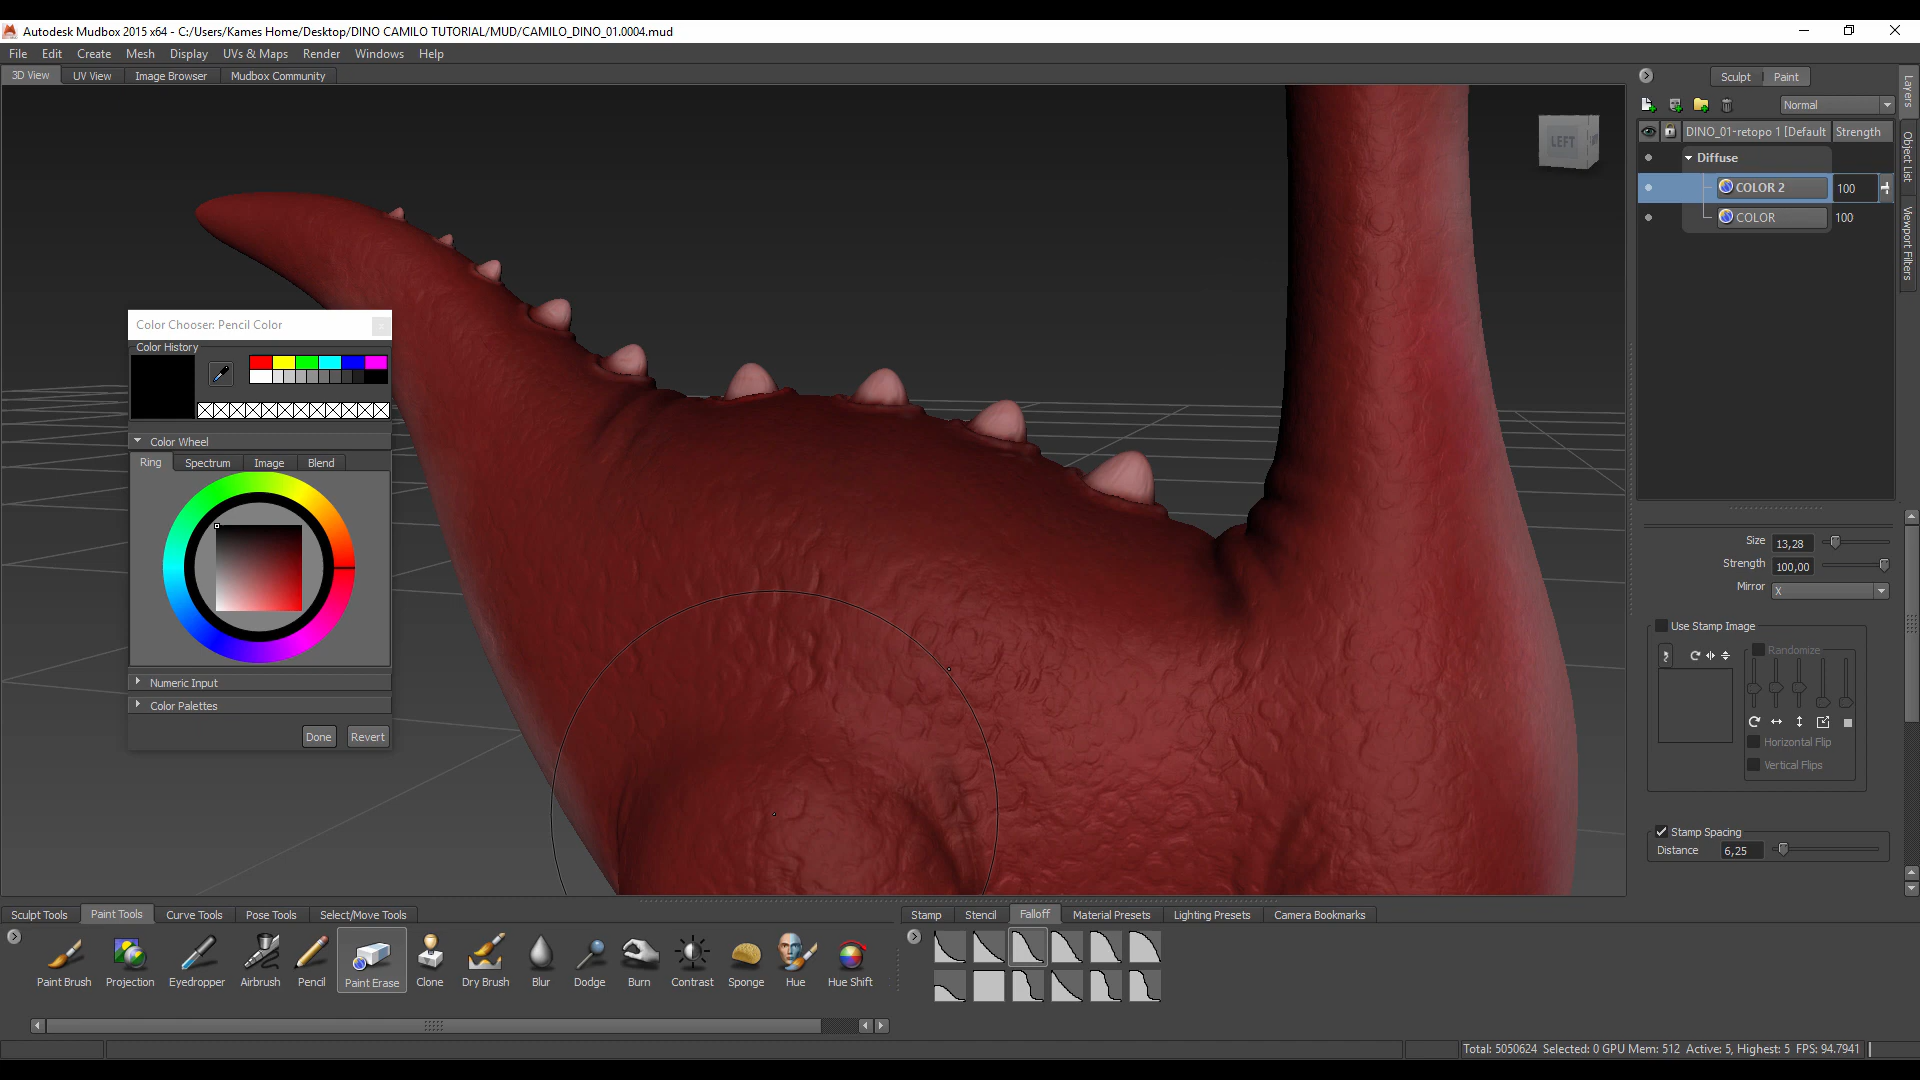 Autodesk Mudbox 2015 x64 - C:/Users/Kames Home/Desktop/DINO CAMILO TUTORIAL/MUD/CAMILO_DINO_01.0004.mud
File Edit Create Mesh Display UVs & Maps Render Windows Help
3D View UV View Image Browser Mudbox Community
Sculpt Paint
Normal
DINO_01-retopo 1 [Default Strength
Diffuse
COLOR 2 100
COLOR 100
Layers
Object List
Viewport Filters
LEFT
Color Chooser: Pencil Color
Color History
Color Wheel
Ring Spectrum Image Blend
Numeric Input
Color Palettes
Done Revert
Size 13,28
Strength 100,00
Mirror X
Use Stamp Image
Randomize
Horizontal Flip
Vertical Flips
Stamp Spacing
Distance 6,25
Sculpt Tools Paint Tools Curve Tools Pose Tools Select/Move Tools
Paint Brush Projection Eyedropper Airbrush Pencil Paint Erase Clone Dry Brush Blur Dodge Burn Contrast Sponge Hue Hue Shift
Stamp Stencil Falloff Material Presets Lighting Presets Camera Bookmarks
Total: 5050624 Selected: 0 GPU Mem: 512 Active: 5, Highest: 5 FPS: 94.7941